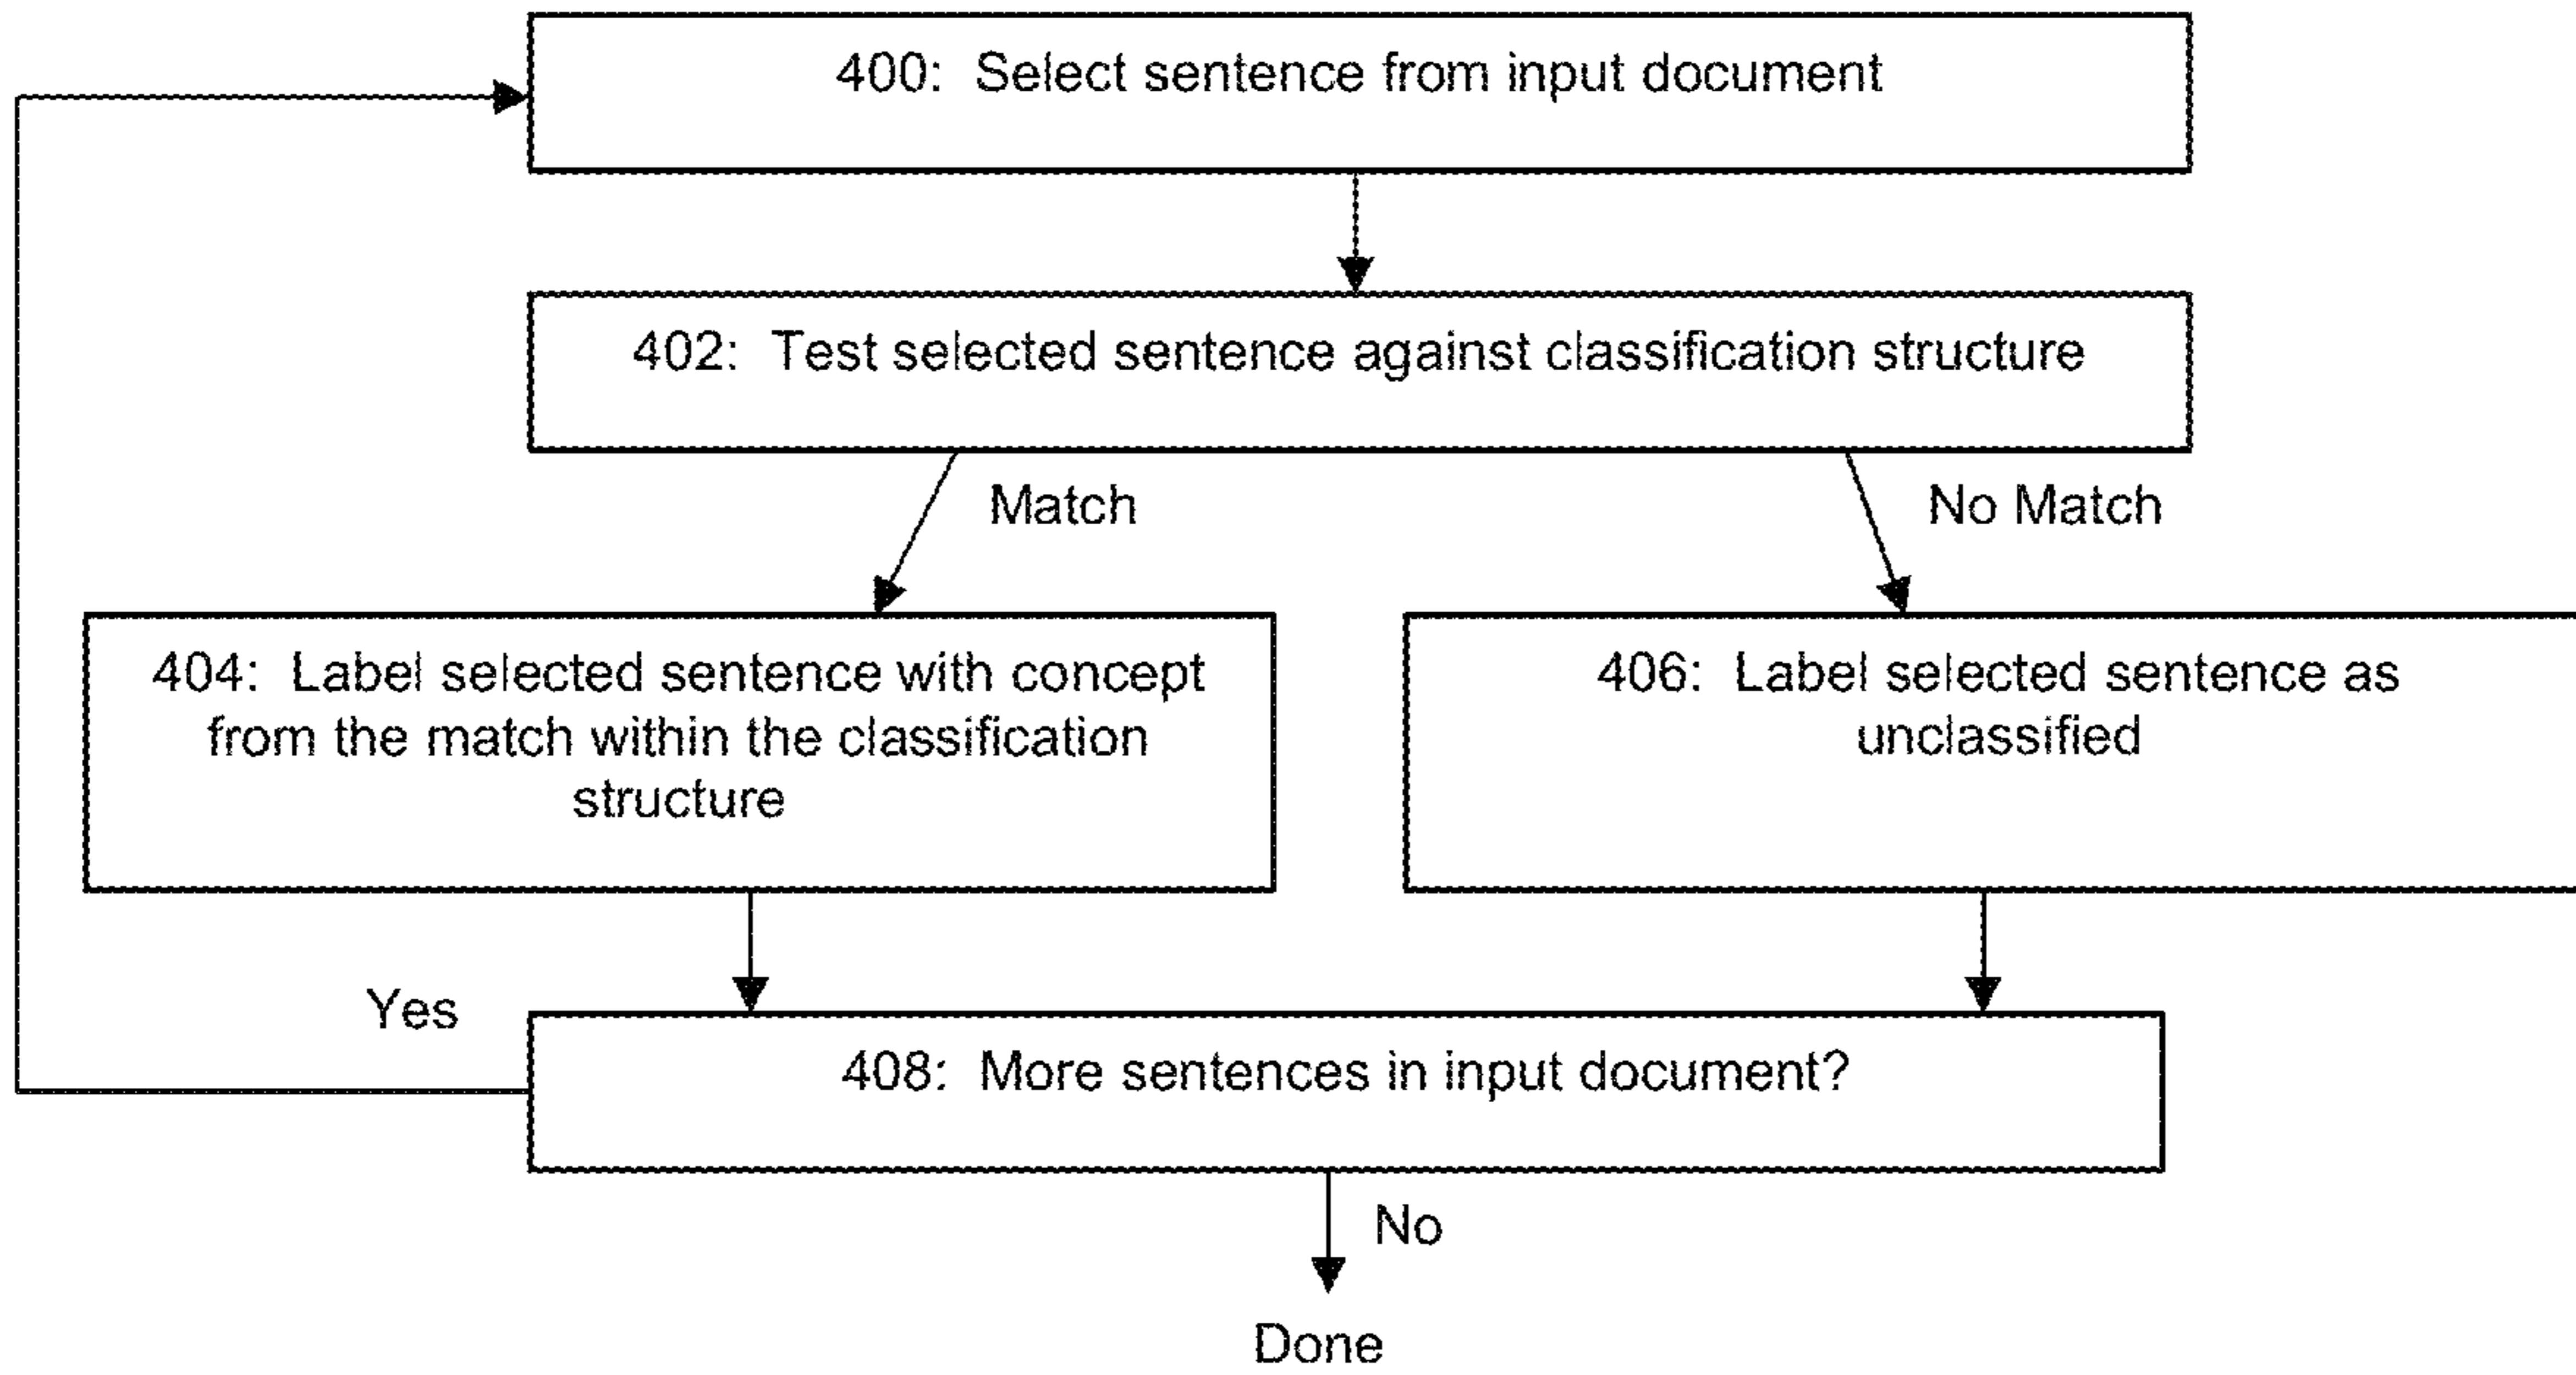 400: Select sentence from input document
402: Test selected sentence against classification structure
Match
No Match
404: Label selected sentence with concept
from the match within the classification
structure
406: Label selected sentence as
unclassified
Yes
408: More sentences in input document?
No
Done